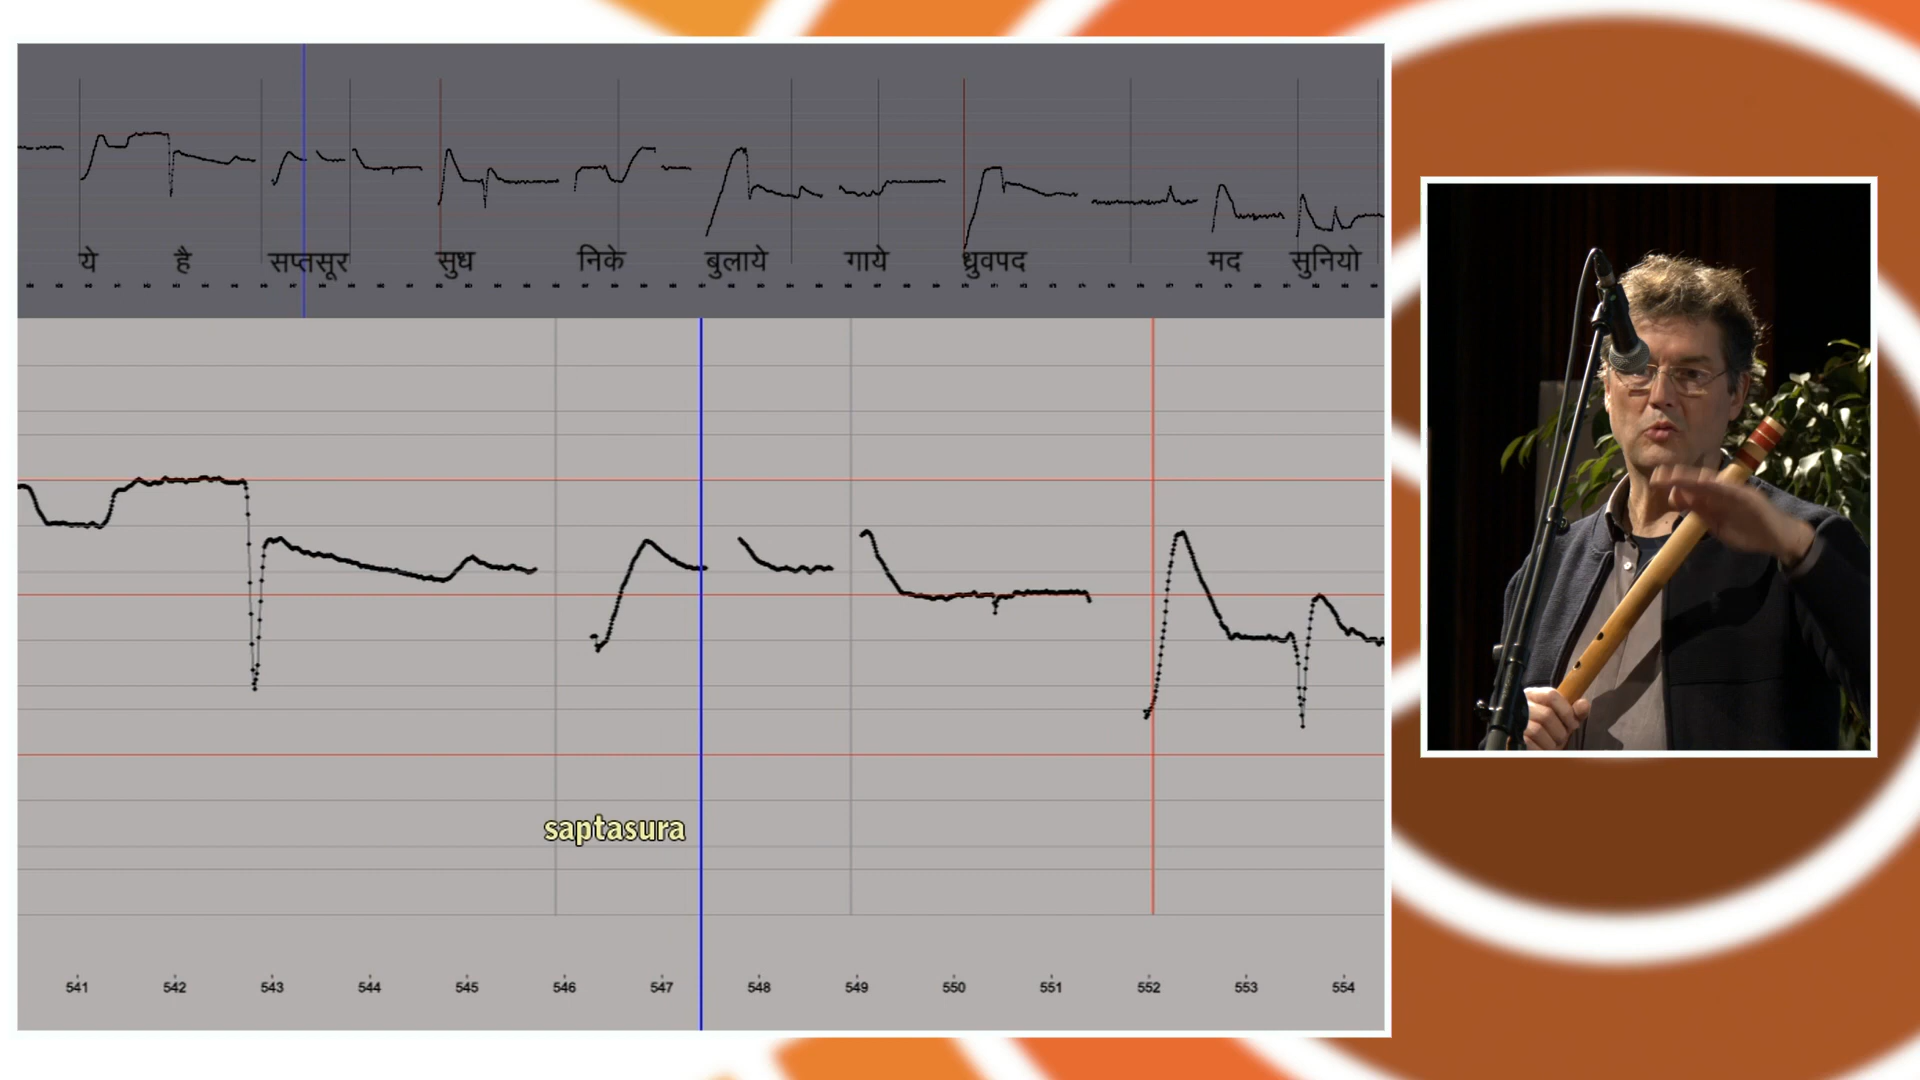 ये है सप्तसूर सुध निके बुलाये गाये ध्रुवपद मद सुनियो
saptasura
541 542 543 544 545 546 547 548 549 550 551 552 553 554